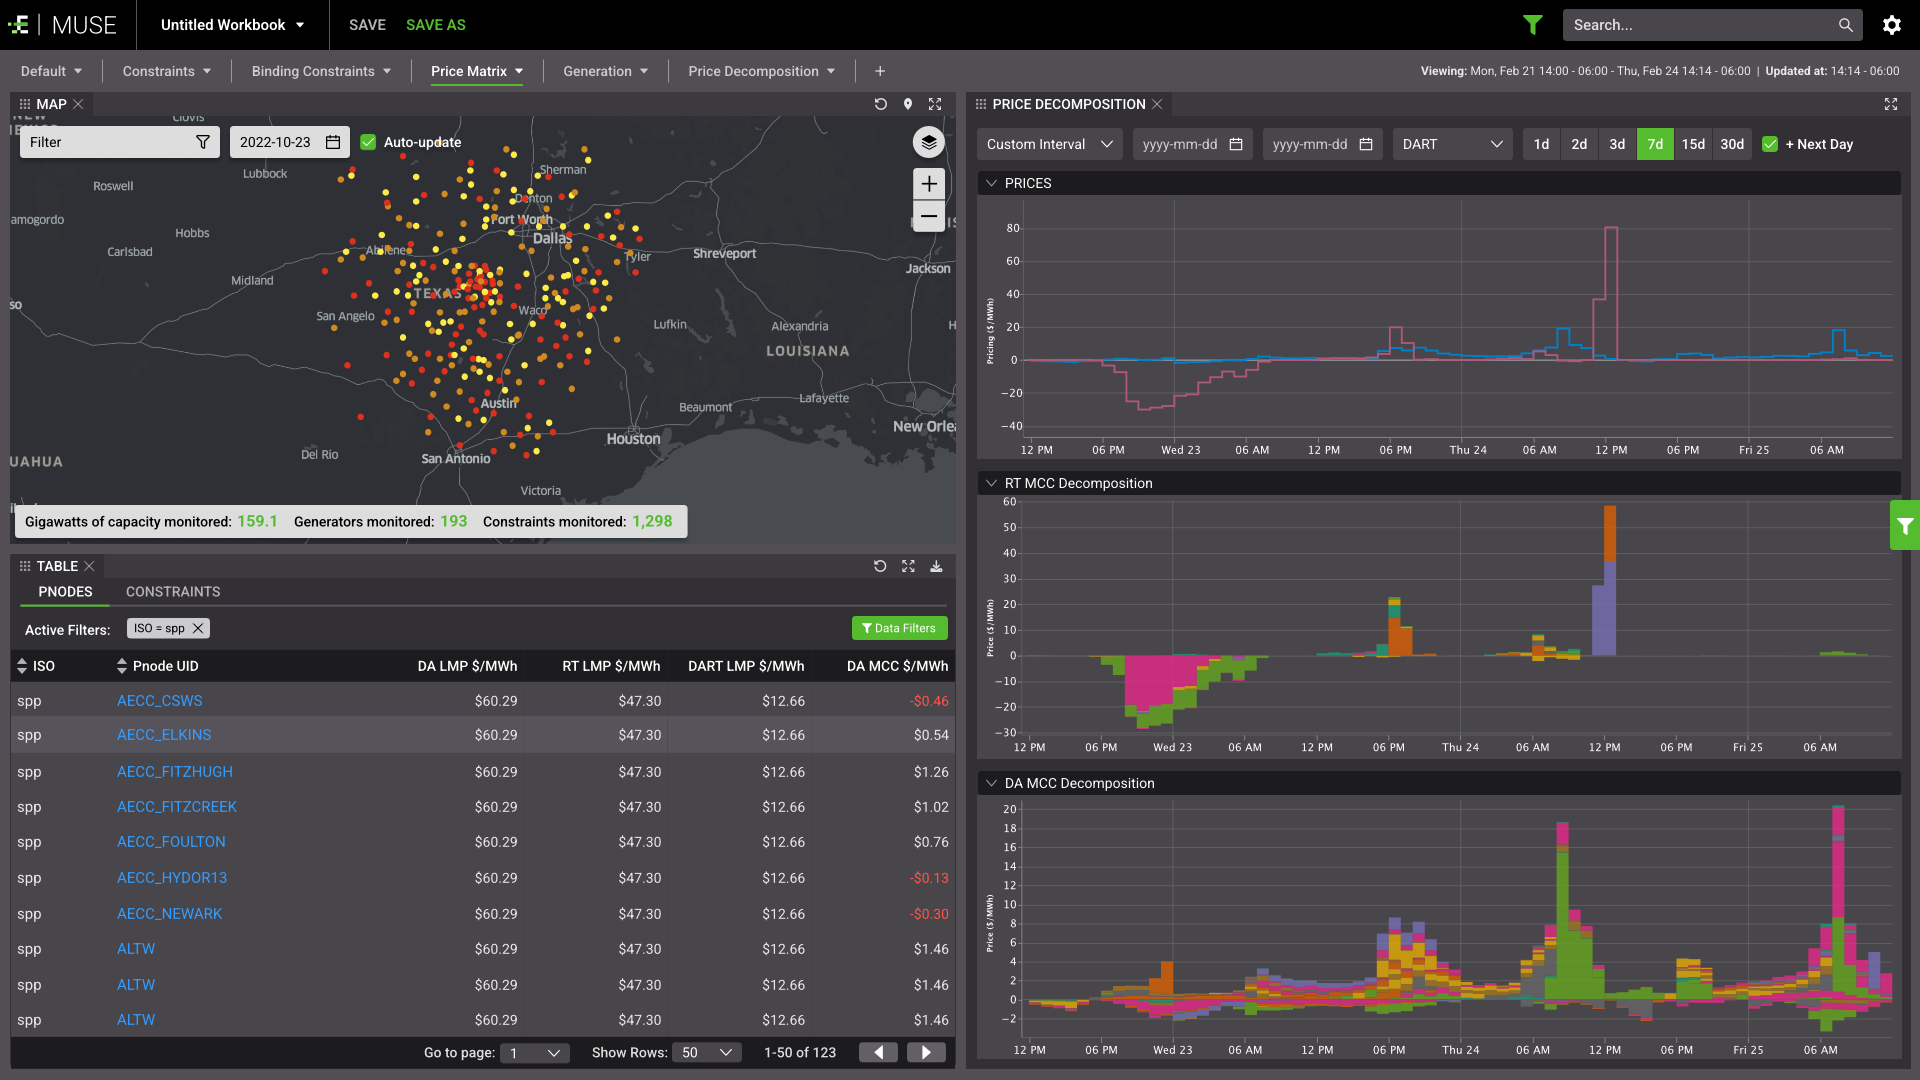 MUSE
Untitled Workbook
SAVE
SAVE AS
Search...
Default
Constraints
Binding Constraints
Price Matrix
Generation
Price Decomposition
+
Viewing: Mon, Feb 21 14:00 - 06:00 - Thu, Feb 24 14:14 - 06:00 | Updated at: 14:14 - 06:00
MAP
Filter
2022-10-23
Auto-update
Clovis
Sherman
Lubbock
Roswell
Denton
amogordo
Fort Worth
Hobbs
Dallas
Carlsbad
Abilene
Tyler
Shreveport
Jackson
Midland
TEXAS
so
San Angelo
Waco
Lufkin
Alexandria
LOUISIANA
Lafayette
Beaumont
Austin
New Orle
Houston
Del Rio
San Antonio
UAHUA
Victoria
Gigawatts of capacity monitored: 159.1 Generators monitored: 193 Constraints monitored: 1,298
TABLE
PNODES
CONSTRAINTS
Active Filters:
ISO = spp
Data Filters
ISO Pnode UID DA LMP $/MWh RT LMP $/MWh DART LMP $/MWh DA MCC $/MWh
spp AECC_CSWS $60.29 $47.30 $12.66 -$0.46
spp AECC_ELKINS $60.29 $47.30 $12.66 $0.54
spp AECC_FITZHUGH $60.29 $47.30 $12.66 $1.26
spp AECC_FITZCREEK $60.29 $47.30 $12.66 $1.02
spp AECC_FOULTON $60.29 $47.30 $12.66 $0.76
spp AECC_HYDOR13 $60.29 $47.30 $12.66 -$0.13
spp AECC_NEWARK $60.29 $47.30 $12.66 -$0.30
spp ALTW $60.29 $47.30 $12.66 $1.46
spp ALTW $60.29 $47.30 $12.66 $1.46
spp ALTW $60.29 $47.30 $12.66 $1.46
Go to page: 1 Show Rows: 50 1-50 of 123
PRICE DECOMPOSITION
Custom Interval
yyyy-mm-dd
yyyy-mm-dd
DART
1d 2d 3d 7d 15d 30d
+ Next Day
PRICES
Pricing ($/MWh)
80
60
40
20
0
−20
−40
12 PM 06 PM Wed 23 06 AM 12 PM 06 PM Thu 24 06 AM 12 PM 06 PM Fri 25 06 AM
RT MCC Decomposition
Price ($/MWh)
60
50
40
30
20
10
0
−10
−20
−30
12 PM 06 PM Wed 23 06 AM 12 PM 06 PM Thu 24 06 AM 12 PM 06 PM Fri 25 06 AM
DA MCC Decomposition
Price ($/MWh)
20
18
16
14
12
10
8
6
4
2
0
−2
12 PM 06 PM Wed 23 06 AM 12 PM 06 PM Thu 24 06 AM 12 PM 06 PM Fri 25 06 AM